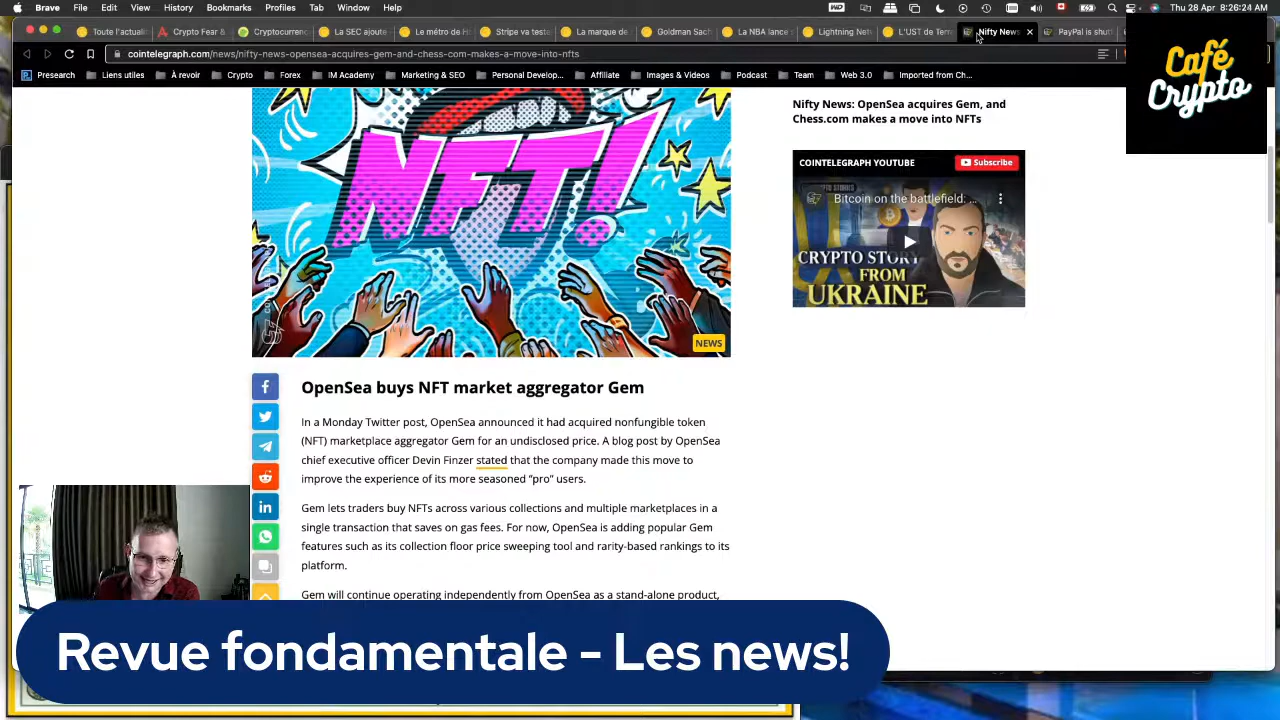 Brave File Edit View History Bookmarks Profiles Tab Window Help
Thu 28 Apr 8:26:24 AM
Toute l'actuali
Crypto Fear &
Cryptocurrenc
La SEC ajoute
Le métro de H
Stripe va teste
La marque de
Goldman Sach
La NBA lance
Lightning Netw
L'UST de Terra
Nifty News
PayPal is shutt
cointelegraph.com/news/nifty-news-opensea-acquires-gem-and-chess-com-makes-a-move-into-nfts
Presearch Liens utiles À revoir Crypto Forex IM Academy Marketing & SEO Personal Develop... Affiliate Images & Videos Podcast Team Web 3.0 Imported from Ch...
Café
Crypto
NFT!
NEWS
Nifty News: OpenSea acquires Gem, and
Chess.com makes a move into NFTs
COINTELEGRAPH YOUTUBE
Subscribe
Bitcoin on the battlefield: ...
CRYPTO STORY
FROM
UKRAINE
OpenSea buys NFT market aggregator Gem
In a Monday Twitter post, OpenSea announced it had acquired nonfungible token
(NFT) marketplace aggregator Gem for an undisclosed price. A blog post by OpenSea
chief executive officer Devin Finzer stated that the company made this move to
improve the experience of its more seasoned “pro” users.
Gem lets traders buy NFTs across various collections and multiple marketplaces in a
single transaction that saves on gas fees. For now, OpenSea is adding popular Gem
features such as its collection floor price sweeping tool and rarity-based rankings to its
platform.
Gem will continue operating independently from OpenSea as a stand-alone product,
Revue fondamentale - Les news!